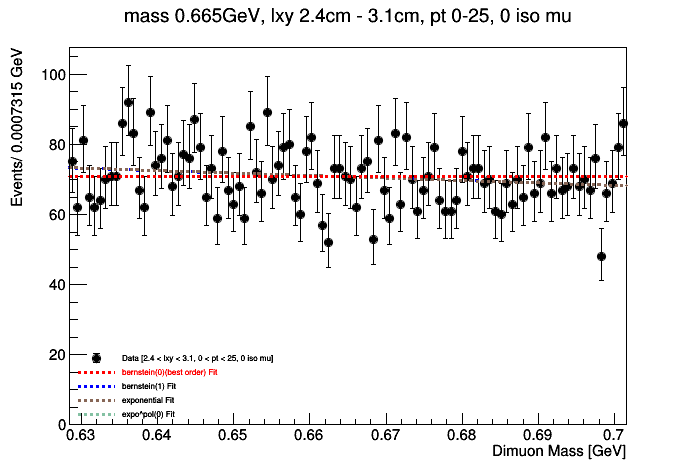 mass 0.665GeV, lxy 2.4cm - 3.1cm, pt 0-25, 0 iso mu
Events/ 0.0007315 GeV
100
80
60
40
20
0
Data [2.4 < lxy < 3.1, 0 < pt < 25, 0 iso mu]
bernstein(0)(best order) Fit
bernstein(1) Fit
exponential Fit
expo*pol(0) Fit
0.63 0.64 0.65 0.66 0.67 0.68 0.69 0.7
Dimuon Mass [GeV]